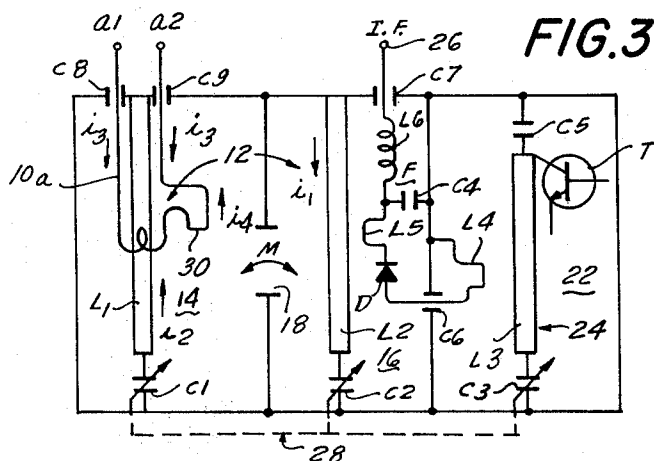 a1 a2 I.F. FIG.3
26
C8 C9 C7
C5
i3 i3 L6 T
12 i1 F
10a C4
i4 L5 L4
30 M
22
L1 14 18 D
i2 L2 C6 24
16 L3
C1 C2 C3
28